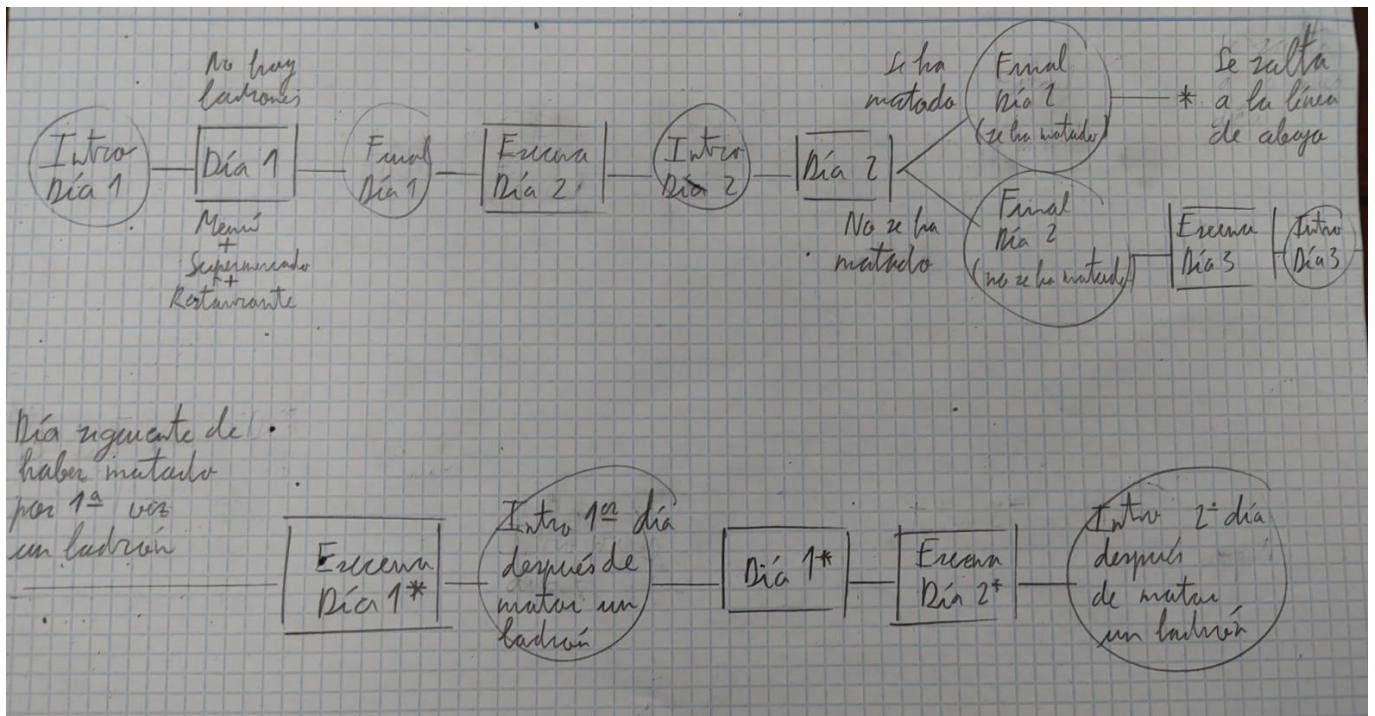 No hay
ladrones
Intro
Día 1
Día 1
Menú
+
Supermercado
+
Restaurante
Final
Día 1
Escena
Día 2
Intro
Día 2
Día 2
Se ha
matado
Final
Día 2
(se ha matado)
* Se salta
a la línea
de abajo
No se ha
matado
Final
Día 2
(no se ha matado)
Escena
Día 3
Intro
Día 3
Día siguiente de
haber matado
por 1ª vez
un ladrón
Escena
Día 1*
Intro 1er día
después de
matar un
ladrón
Día 1*
Escena
Día 2*
Intro 2º día
después
de matar
un ladrón